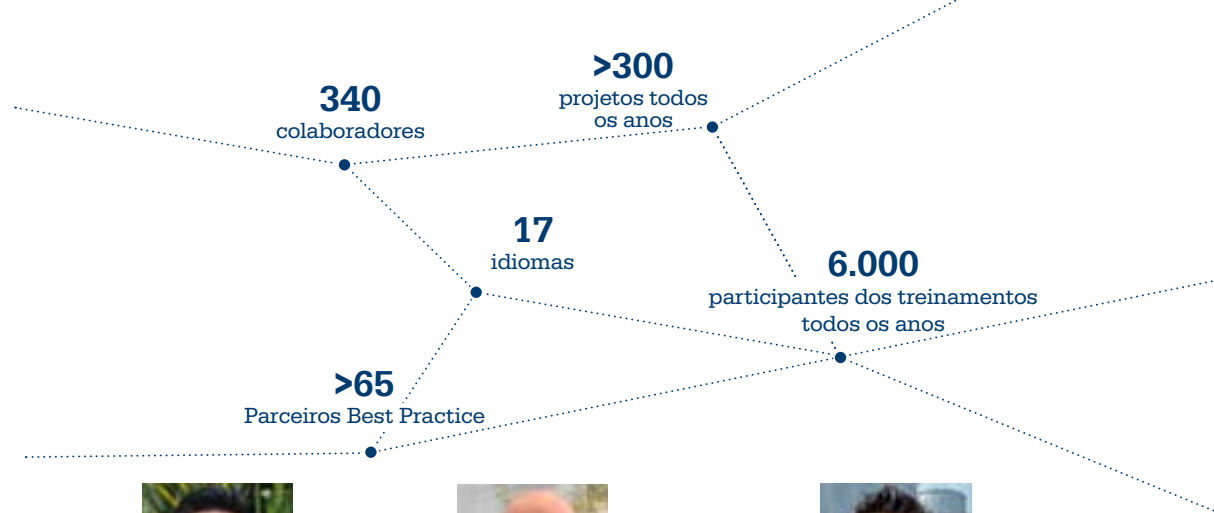 >300
projetos todos
os anos
340
colaboradores
17
idiomas
6.000
participantes dos treinamentos
todos os anos
>65
Parceiros Best Practice